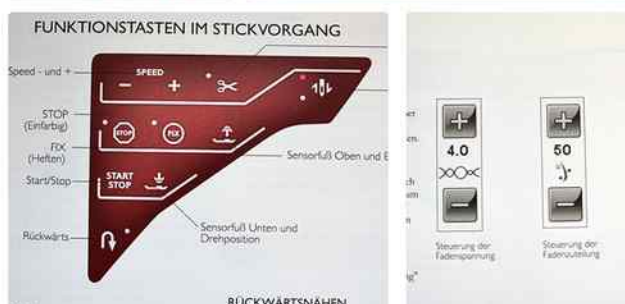 FUNKTIONSTASTEN IM STICKVORGANG
Speed - und +
SPEED
STOP
(Einfarbig)
STOP
FIX
FIX
(Heften)
Sensorfuß Oben und
Start/Stop
START
STOP
Sensorfuß Unten und
Drehposition
Rückwärts
RÜCKWÄRTSNÄHEN
4.0
Steuerung der
Fadenspannung
50
Steuerung der
Fadenzuteilung